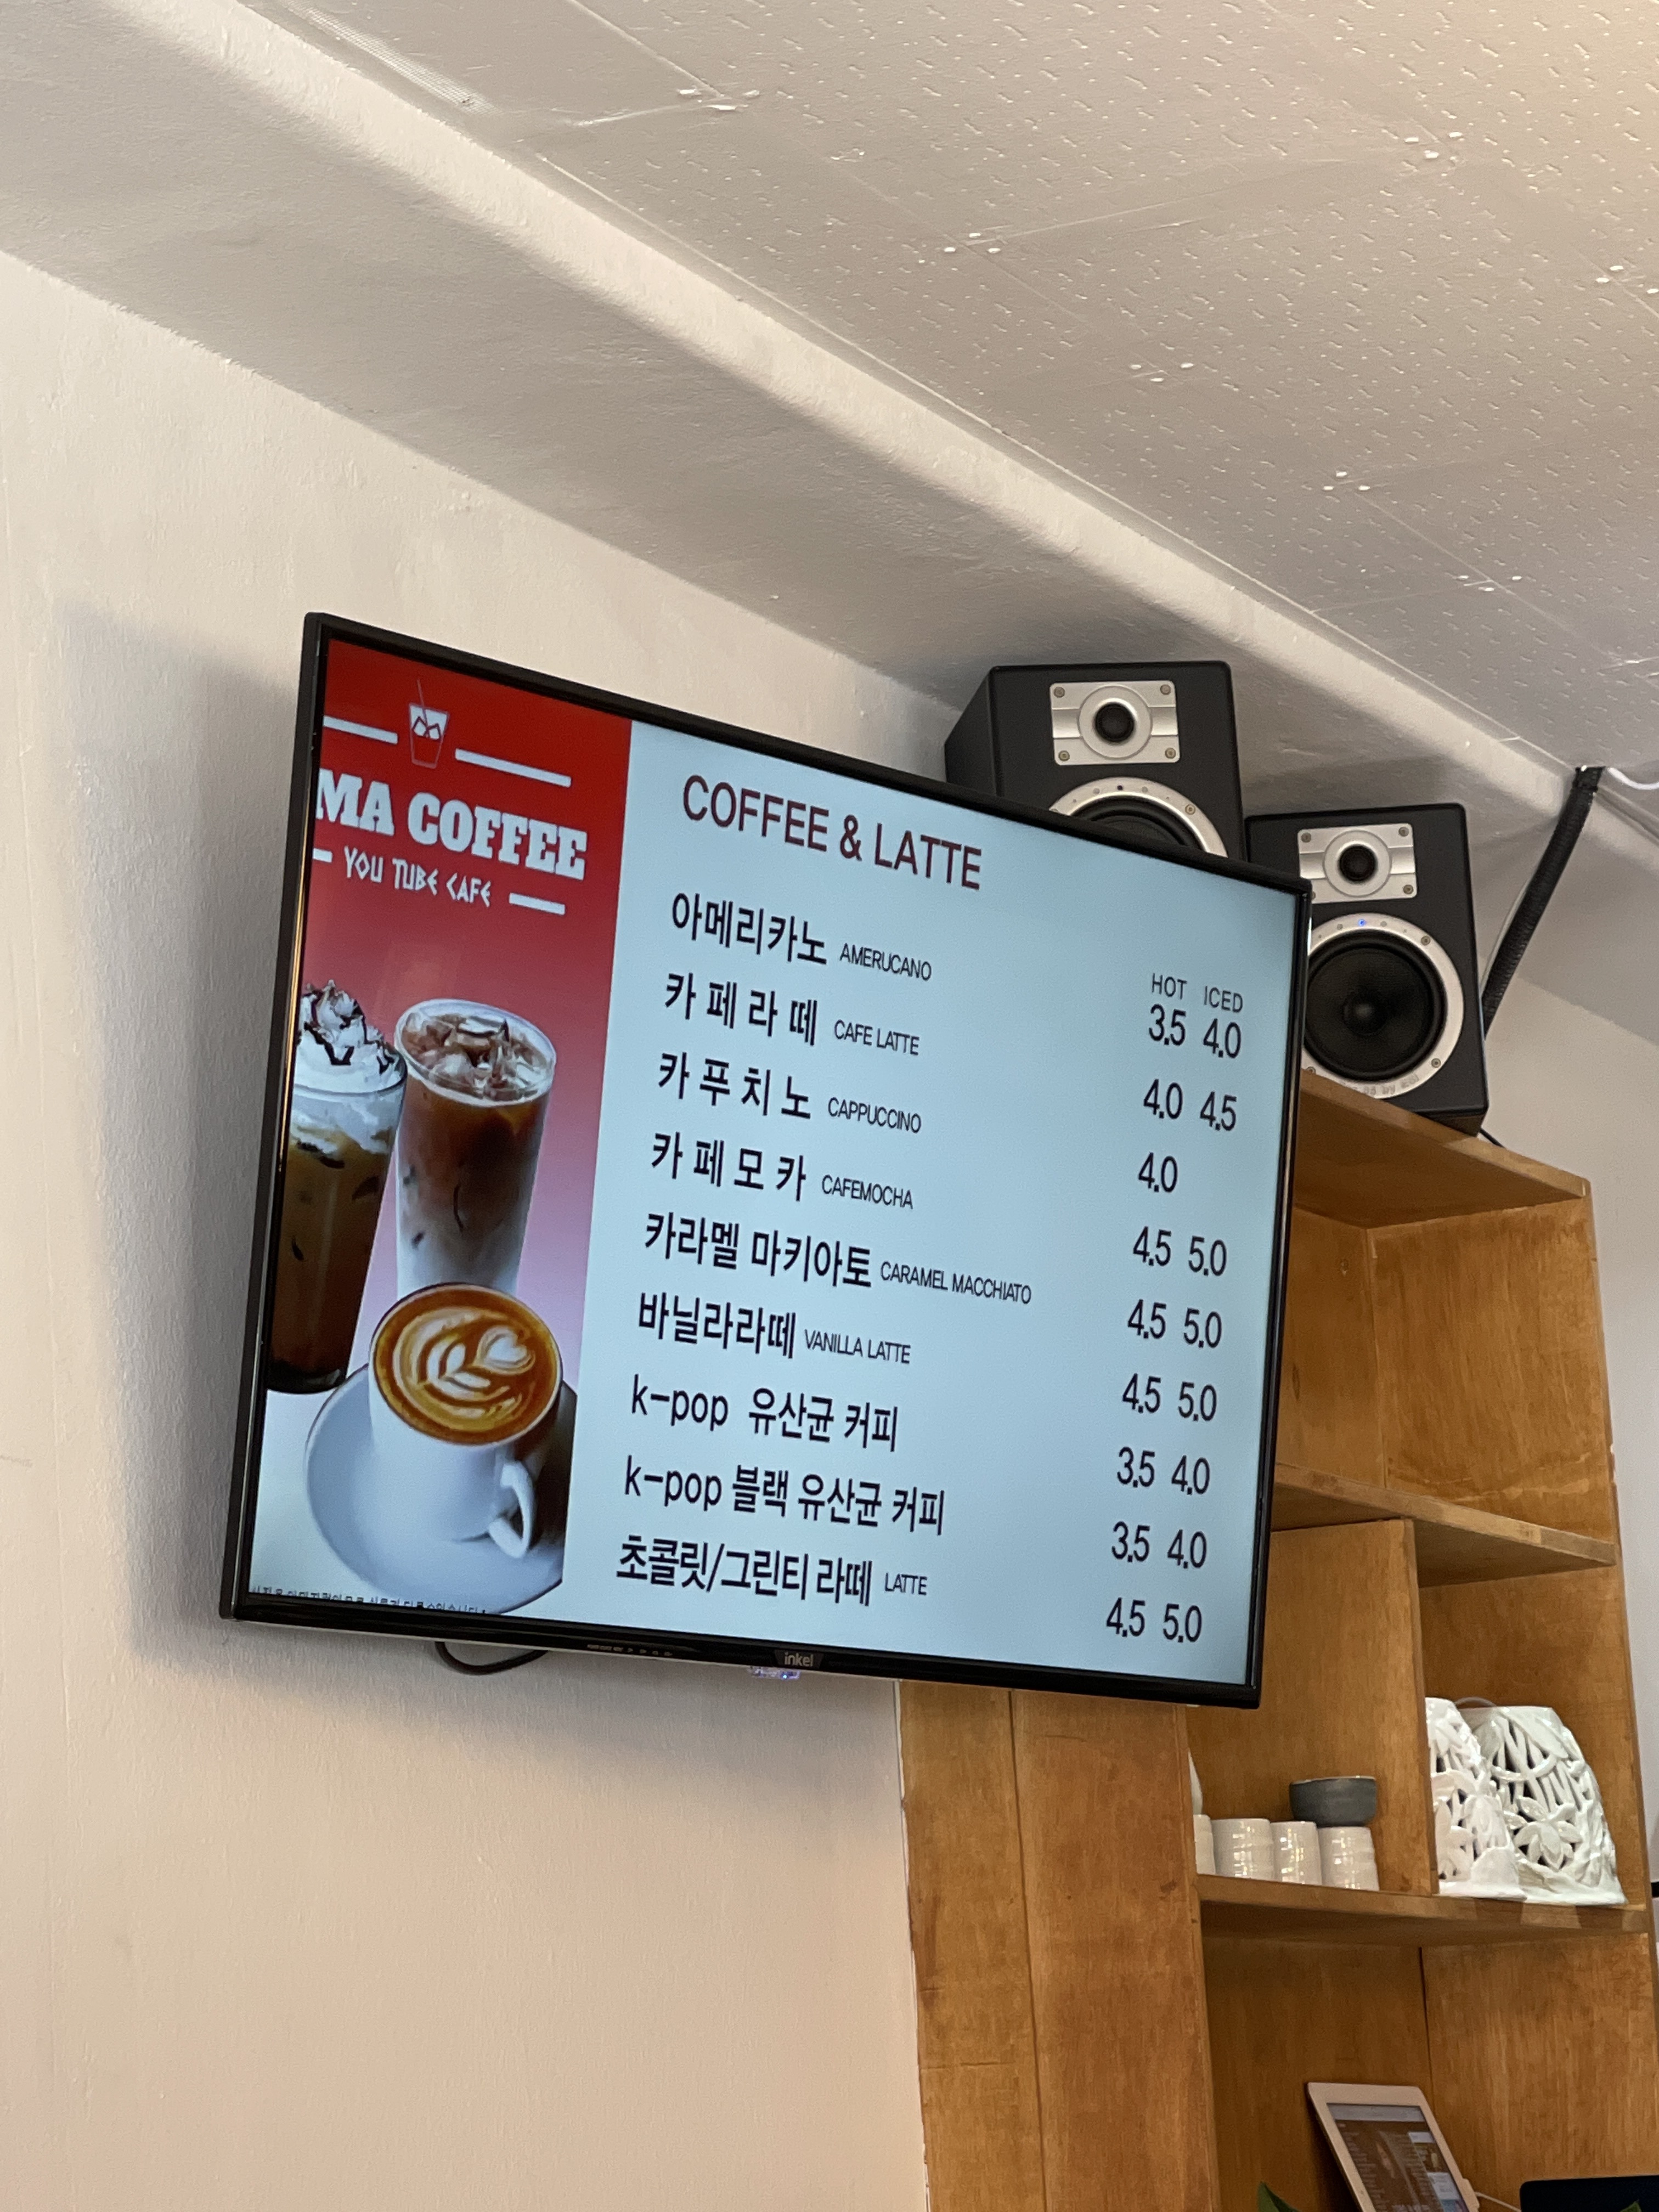 MA COFFEE
YOU TUBE CAFE
COFFEE & LATTE
HOT ICED
아메리카노 AMERUCANO 3.5 4.0
카페라떼 CAFE LATTE 4.0 4.5
카푸치노 CAPPUCCINO 4.0
카페모카 CAFEMOCHA 4.5 5.0
카라멜 마키아토 CARAMEL MACCHIATO 4.5 5.0
바닐라라떼 VANILLA LATTE 4.5 5.0
k-pop 유산균 커피 3.5 4.0
k-pop 블랙 유산균 커피 3.5 4.0
초콜릿/그린티 라떼 LATTE 4.5 5.0
inkel